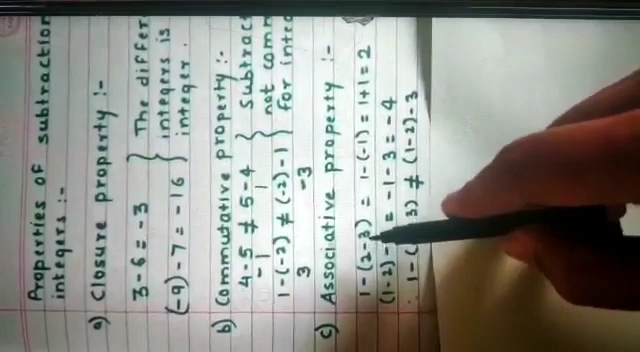 Properties of subtraction
integers :-
a) Closure property :-
3-6 = -3 } The differ
(-9)-7 = -16 } integers is
integer.
b) Commutative property :-
4-5 ≠ 5-4 } Subtract
-1 1 not comm
1-(-2) ≠ (-2)-1 for inte
3 -3
c) Associative property :-
1-(2-3) = 1-(-1) = 1+1 = 2
(1-2)- = -1-3 = -4
∴ 1-( 3) ≠ (1-2)-3